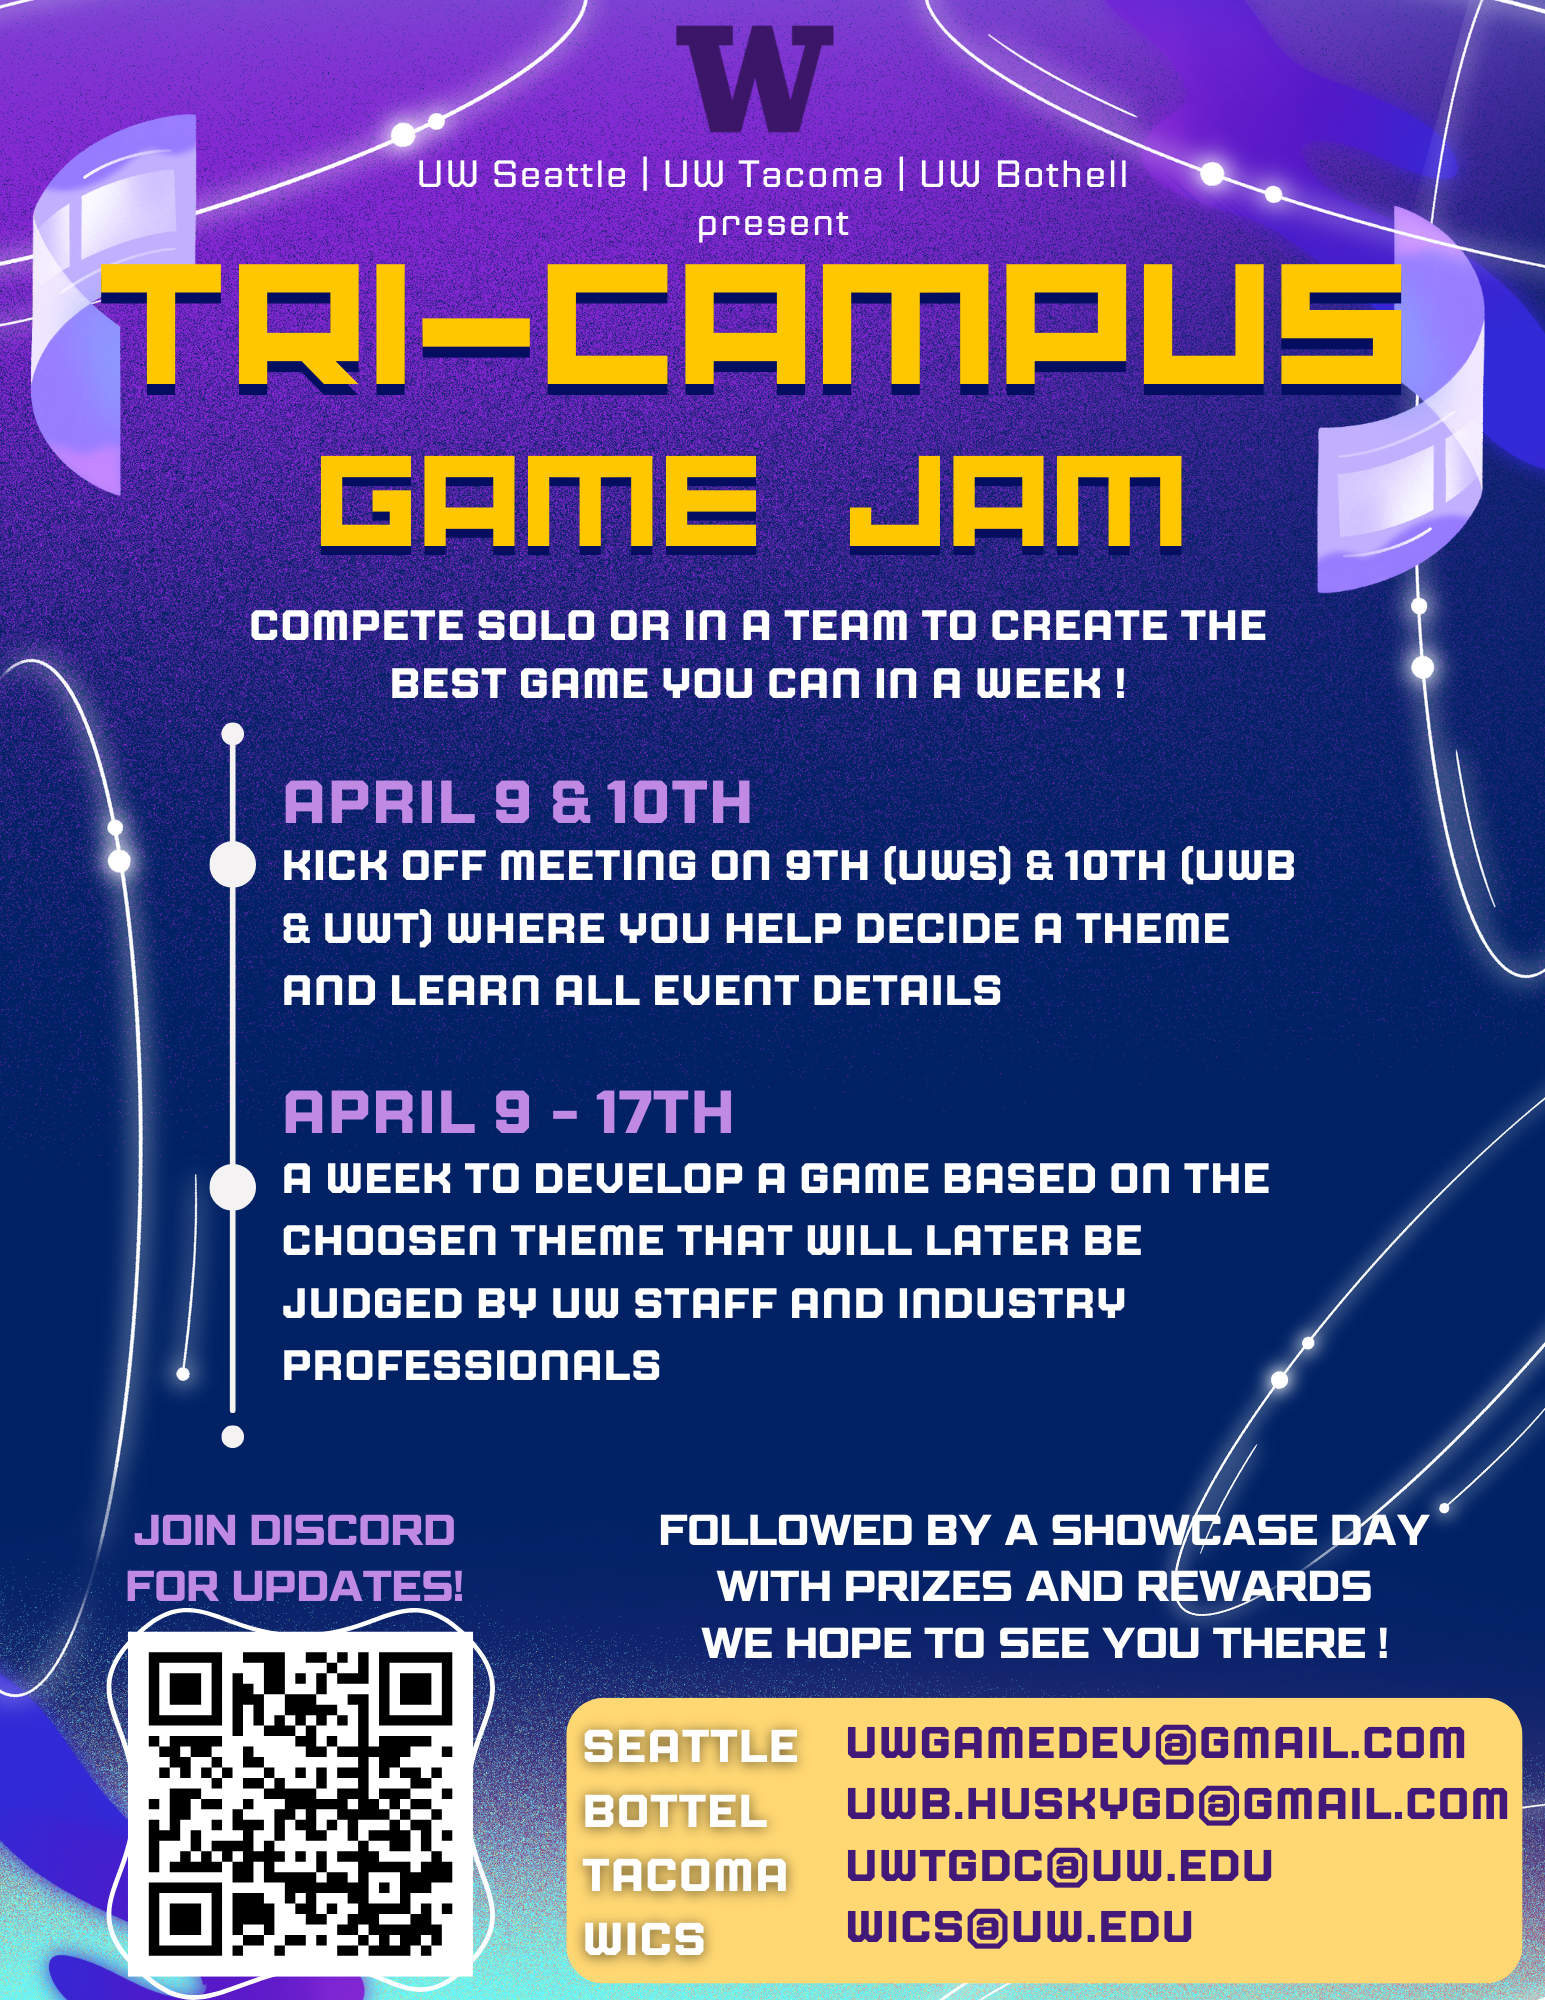 W
UW Seattle | UW Tacoma | UW Bothell
present
TRI-CAMPUS
GAME JAM
COMPETE SOLO OR IN A TEAM TO CREATE THE
BEST GAME YOU CAN IN A WEEK !
APRIL 9 & 10TH
KICK OFF MEETING ON 9TH (UWS) & 10TH (UWB
& UWT) WHERE YOU HELP DECIDE A THEME
AND LEARN ALL EVENT DETAILS
APRIL 9 - 17TH
A WEEK TO DEVELOP A GAME BASED ON THE
CHOOSEN THEME THAT WILL LATER BE
JUDGED BY UW STAFF AND INDUSTRY
PROFESSIONALS
JOIN DISCORD
FOR UPDATES!
FOLLOWED BY A SHOWCASE DAY
WITH PRIZES AND REWARDS
WE HOPE TO SEE YOU THERE !
SEATTLE UWGAMEDEV@GMAIL.COM
BOTTEL UWB.HUSKYGD@GMAIL.COM
TACOMA UWTGDC@UW.EDU
WICS WICS@UW.EDU